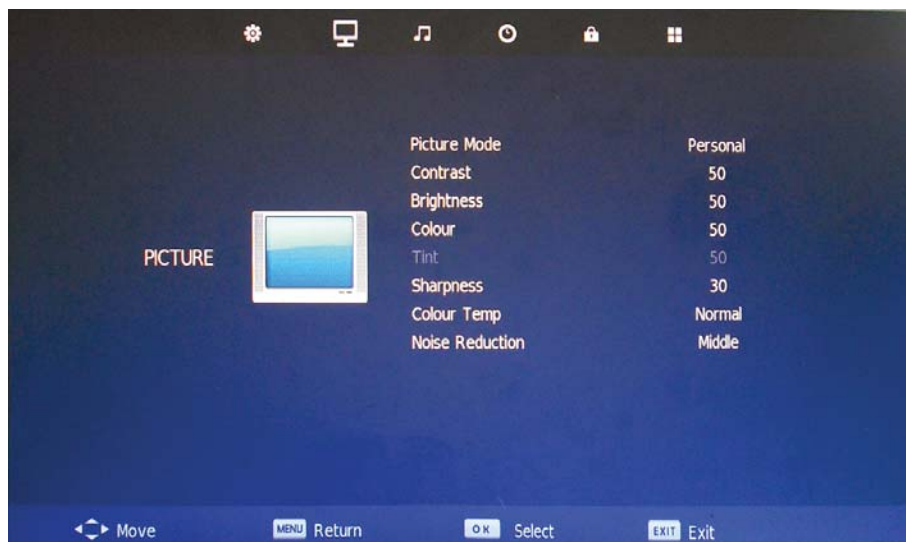 Picture Mode Personal
Contrast 50
Brightness 50
Colour 50
PICTURE
Tint 50
Sharpness 30
Colour Temp Normal
Noise Reduction Middle
Move MENU Return OK Select EXIT Exit